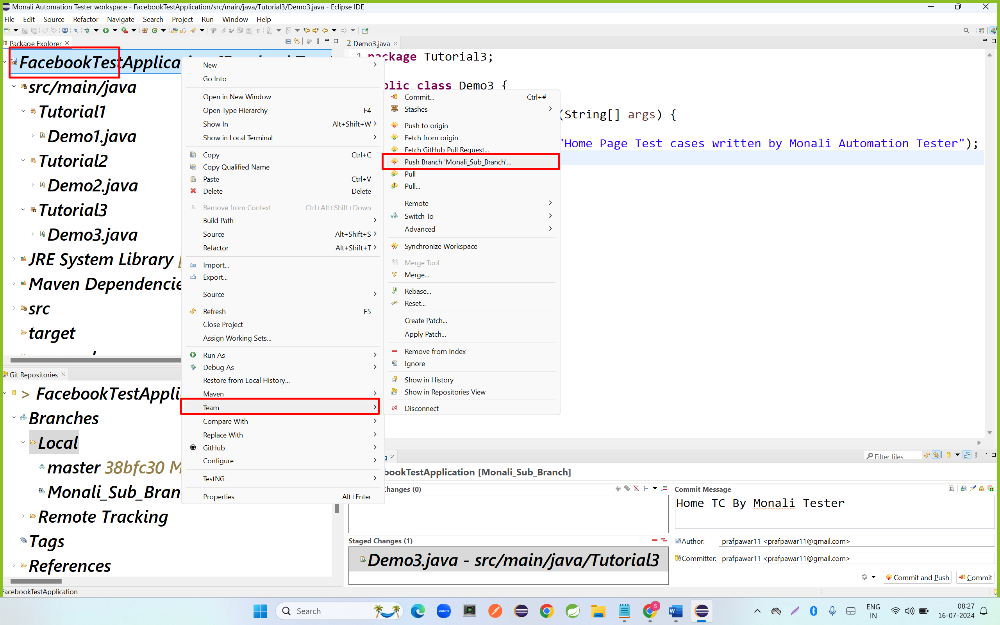 Monali Automation Tester workspace - FacebookTestApplication/src/main/java/Tutorial3/Demo3.java - Eclipse IDE
File Edit Source Refactor Navigate Search Project Run Window Help
Package Explorer
FacebookTestApplica
src/main/java
Tutorial1
Demo1.java
Tutorial2
Demo2.java
Tutorial3
Demo3.java
JRE System Library [
Maven Dependencie
src
target
Git Repositories
> FacebookTestAppli
Branches
Local
master 38bfc30 M
Monali_Sub_Bran
Remote Tracking
Tags
References
FacebookTestApplication
New
Go Into
Open in New Window
Open Type Hierarchy F4
Show In Alt+Shift+W
Show in Local Terminal
Copy Ctrl+C
Copy Qualified Name
Paste Ctrl+V
Delete Delete
Remove from Context Ctrl+Alt+Shift+Down
Build Path
Source Alt+Shift+S
Refactor Alt+Shift+T
Import...
Export...
Source
Refresh F5
Close Project
Assign Working Sets...
Run As
Debug As
Restore from Local History...
Maven
Team
Compare With
Replace With
GitHub
Configure
TestNG
Properties Alt+Enter
Commit... Ctrl+#
Stashes
Push to origin
Fetch from origin
Fetch GitHub Pull Request...
Push Branch 'Monali_Sub_Branch'...
Pull
Pull...
Remote
Switch To
Advanced
Synchronize Workspace
Merge Tool
Merge...
Rebase...
Reset...
Create Patch...
Apply Patch...
Remove from Index
Ignore
Show in History
Show in Repositories View
Disconnect
Demo3.java
1 package Tutorial3;
blic class Demo3 {
(String[] args) {
"Home Page Test cases written by Monali Automation Tester");
g
Filter files
bookTestApplication [Monali_Sub_Branch]
Changes (0)
Staged Changes (1)
Demo3.java - src/main/java/Tutorial3
Commit Message
Home TC By Monali Tester
Author: prafpawar11 <prafpawar11@gmail.com>
Committer: prafpawar11 <prafpawar11@gmail.com>
Commit and Push Commit
Search
zoom
S
W
ENG
IN
08:27
16-07-2024